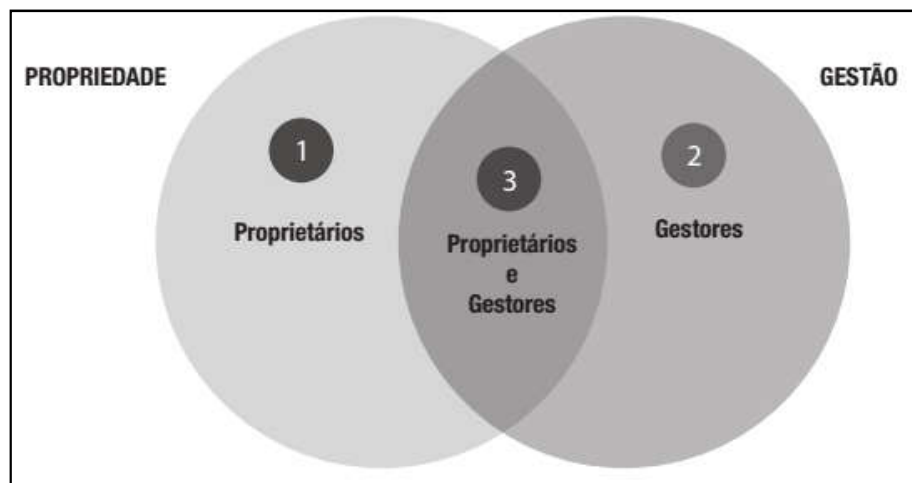 PROPRIEDADE
GESTÃO
1
Proprietários
3
Proprietários
e
Gestores
2
Gestores